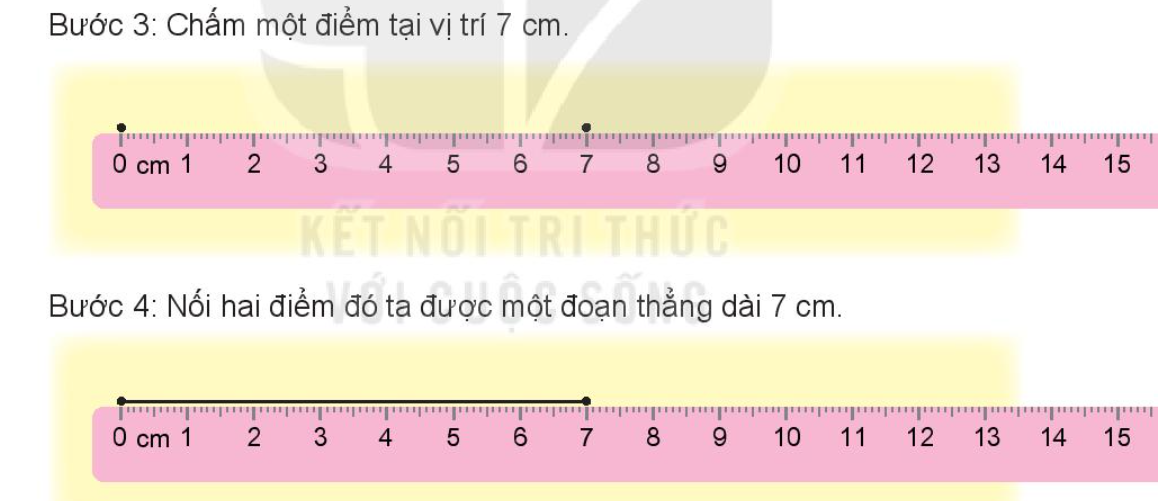 Bước 3: Chấm một điểm tại vị trí 7 cm.
0 cm 1 2 3 4 5 6 7 8 9 10 11 12 13 14 15
KẾT NỐI TRI THỨC
VỚI CUỘC SỐNG
Bước 4: Nối hai điểm đó ta được một đoạn thẳng dài 7 cm.
0 cm 1 2 3 4 5 6 7 8 9 10 11 12 13 14 15